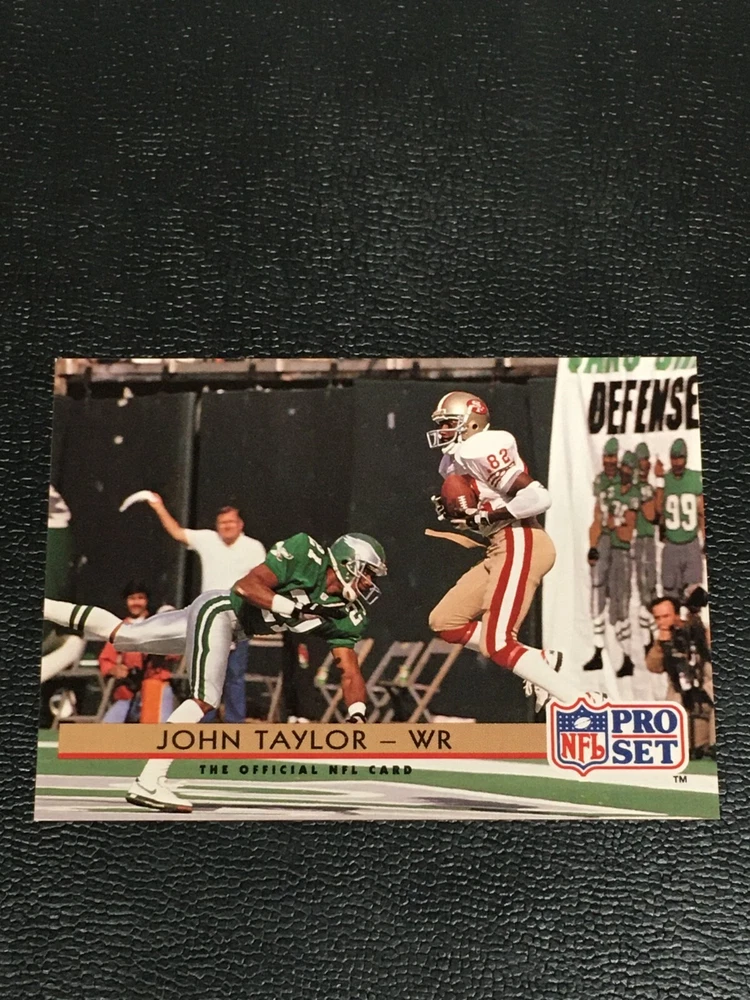 DEFENSE
82
99
JOHN TAYLOR – WR
THE OFFICIAL NFL CARD
NFL PRO SET
TM